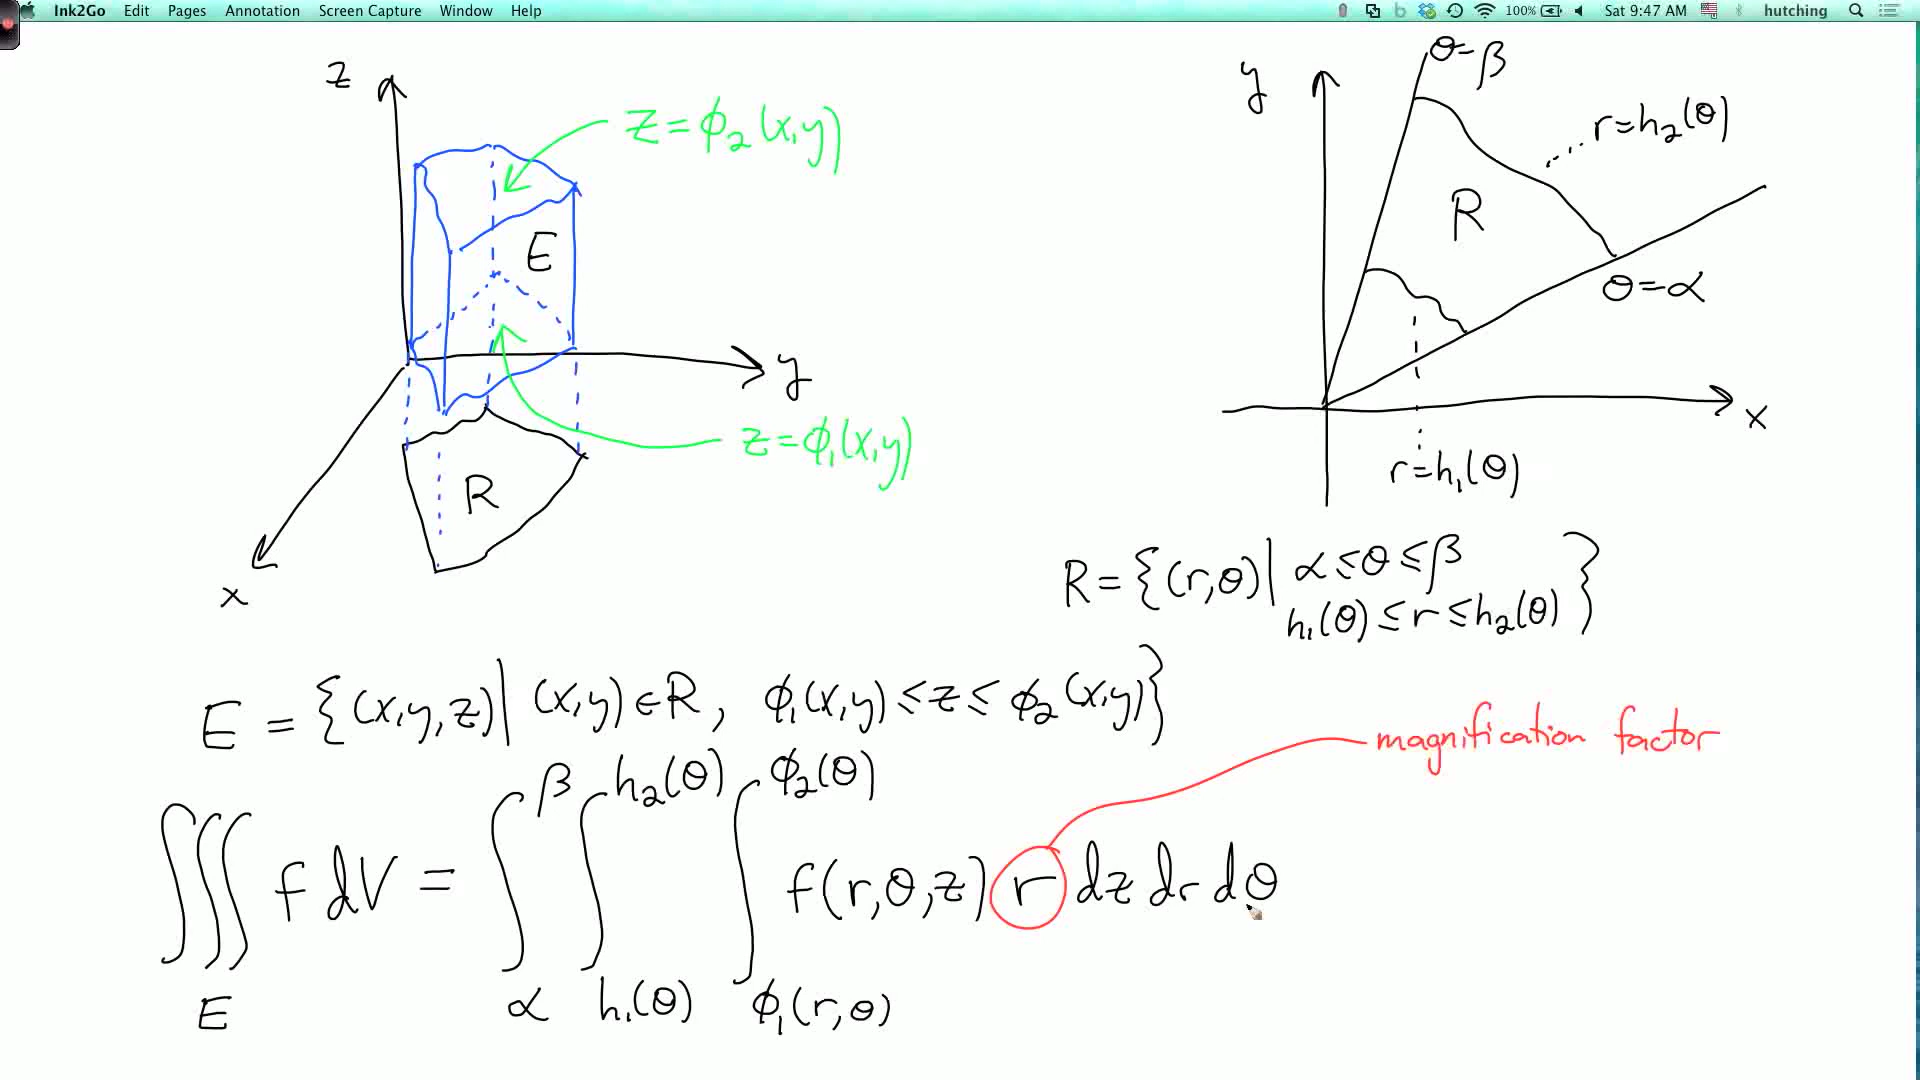 Ink2Go Edit Pages Annotation Screen Capture Window Help 100% Sat 9:47 AM hutching
z
z=ϕ₂(x,y)
E
y
z=ϕ₁(x,y)
R
x
θ=β
y
r=h₂(θ)
R
θ=α
x
r=h₁(θ)
R={(r,θ)| α≤θ≤β
h₁(θ)≤r≤h₂(θ)}
E = {(x,y,z)| (x,y)∈R, ϕ₁(x,y)≤z≤ϕ₂(x,y)}
magnification factor
β h₂(θ) ϕ₂(θ)
∭ f dV = ∫ ∫ ∫ f(r,θ,z) r dz dr dθ
E α h₁(θ) ϕ₁(r,θ)